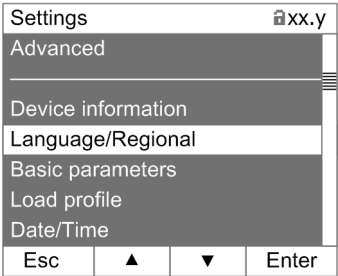 Settings xx.y
Advanced
Device information
Language/Regional
Basic parameters
Load profile
Date/Time
Esc ▲ ▼ Enter